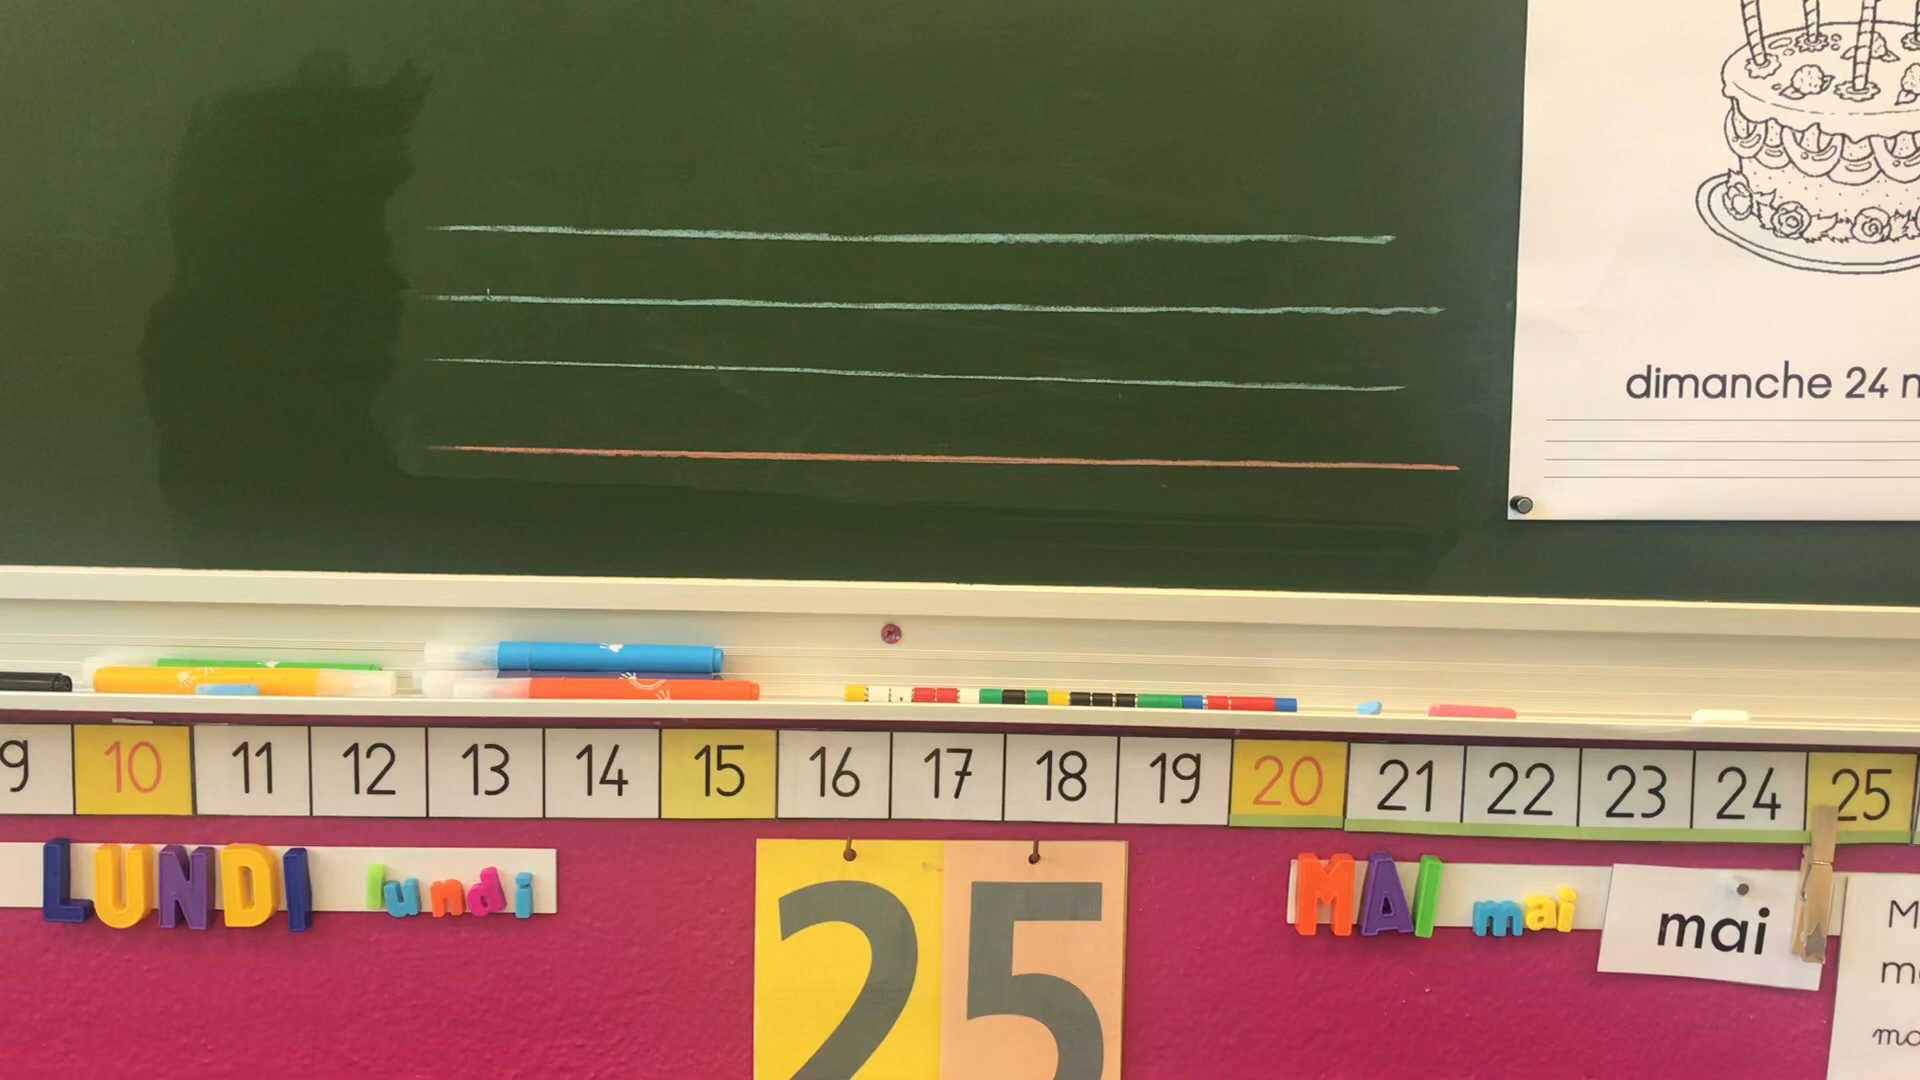 dimanche 24
9 10 11 12 13 14 15 16 17 18 19 20 21 22 23 24 25
LUNDI lundi
25
MAI mai
mai